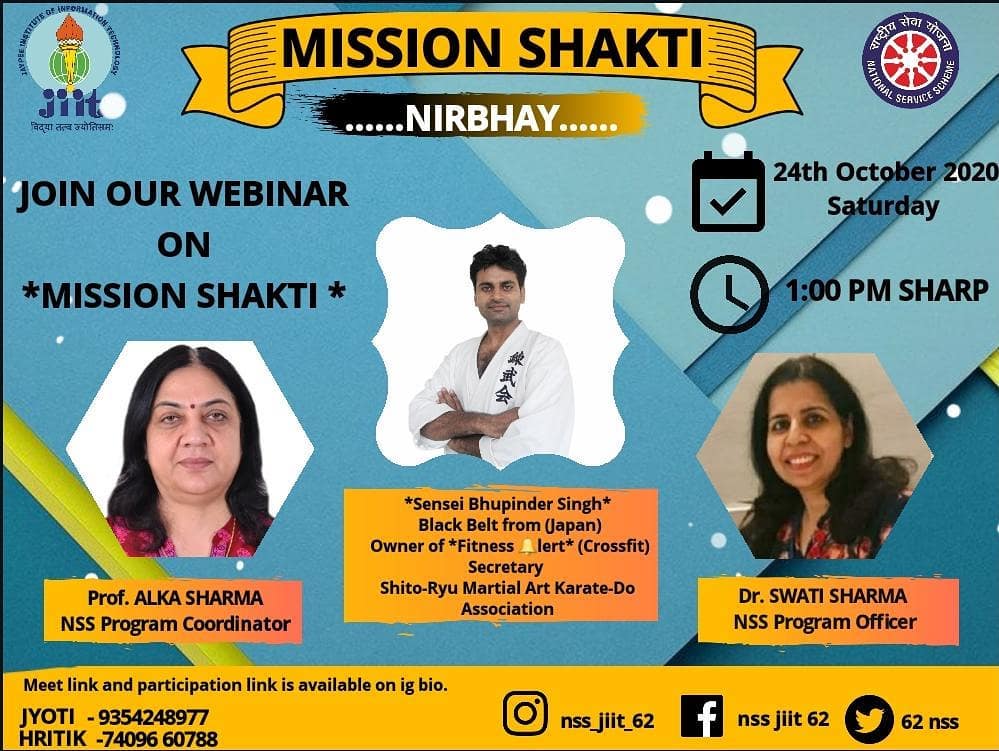 JAYPEE INSTITUTE OF INFORMATION TECHNOLOGY
jiit
विद्या तत्व ज्योतिसमः
MISSION SHAKTI
......NIRBHAY......
राष्ट्रीय सेवा योजना
NATIONAL SERVICE SCHEME
JOIN OUR WEBINAR
ON
*MISSION SHAKTI *
24th October 2020
Saturday
1:00 PM SHARP
錬武会
*Sensei Bhupinder Singh*
Black Belt from (Japan)
Owner of *Fitness 🔔lert* (Crossfit)
Secretary
Shito-Ryu Martial Art Karate-Do
Association
Prof. ALKA SHARMA
NSS Program Coordinator
Dr. SWATI SHARMA
NSS Program Officer
Meet link and participation link is available on ig bio.
JYOTI - 9354248977
HRITIK -74096 60788
nss_jiit_62
nss jiit 62
62 nss